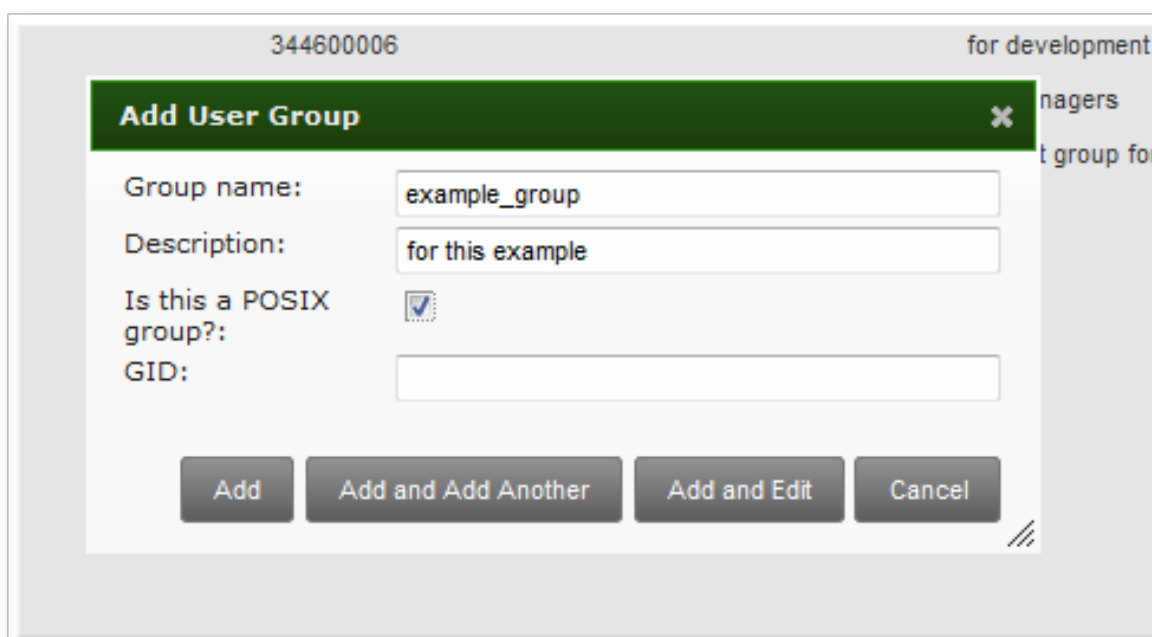 344600006 for development
Add User Group
nagers
t group for
Group name: example_group
Description: for this example
Is this a POSIX
group?:
GID:
Add Add and Add Another Add and Edit Cancel